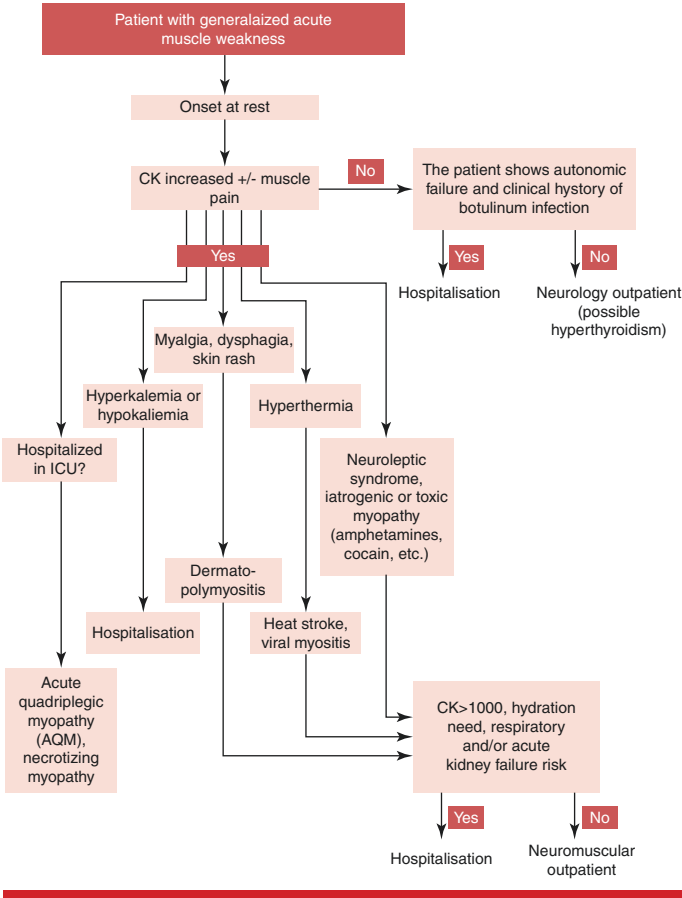 Patient with generalaized acute
muscle weakness
Onset at rest
CK increased +/- muscle
pain
No
The patient shows autonomic
failure and clinical hystory of
botulinum infection
Yes
Yes
No
Hospitalisation
Neurology outpatient
(possible
hyperthyroidism)
Myalgia, dysphagia,
skin rash
Hyperkalemia or
hypokaliemia
Hyperthermia
Hospitalized
in ICU?
Neuroleptic
syndrome,
iatrogenic or toxic
myopathy
(amphetamines,
cocain, etc.)
Dermato-
polymyositis
Hospitalisation
Heat stroke,
viral myositis
Acute
quadriplegic
myopathy
(AQM),
necrotizing
myopathy
CK>1000, hydration
need, respiratory
and/or acute
kidney failure risk
Yes
No
Hospitalisation
Neuromuscular
outpatient